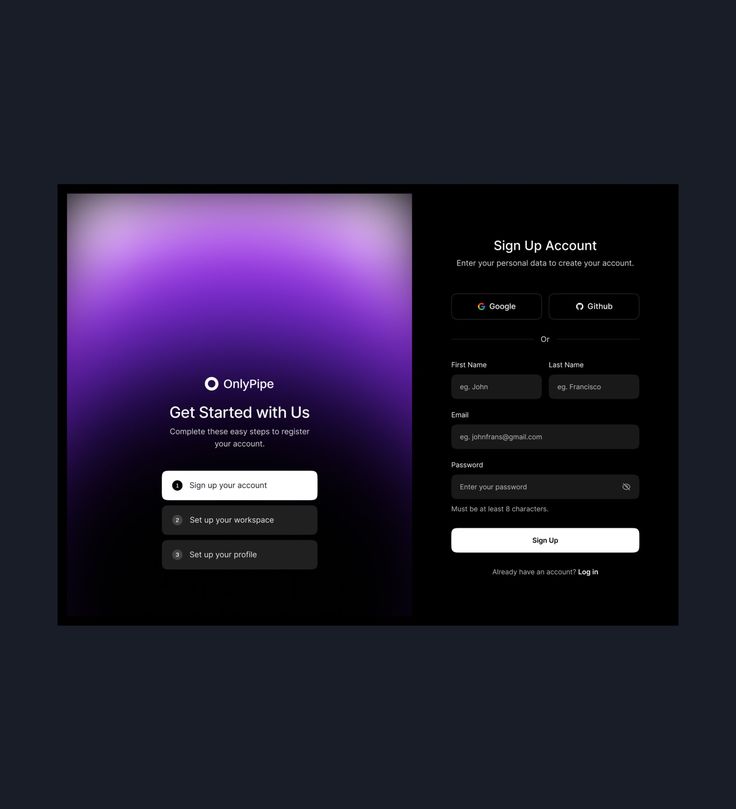 OnlyPipe
Get Started with Us
Complete these easy steps to register
your account.
1 Sign up your account
2 Set up your workspace
3 Set up your profile
Sign Up Account
Enter your personal data to create your account.
Google
Github
Or
First Name
Last Name
eg. John
eg. Francisco
Email
eg. johnfrans@gmail.com
Password
Enter your password
Must be at least 8 characters.
Sign Up
Already have an account? Log in